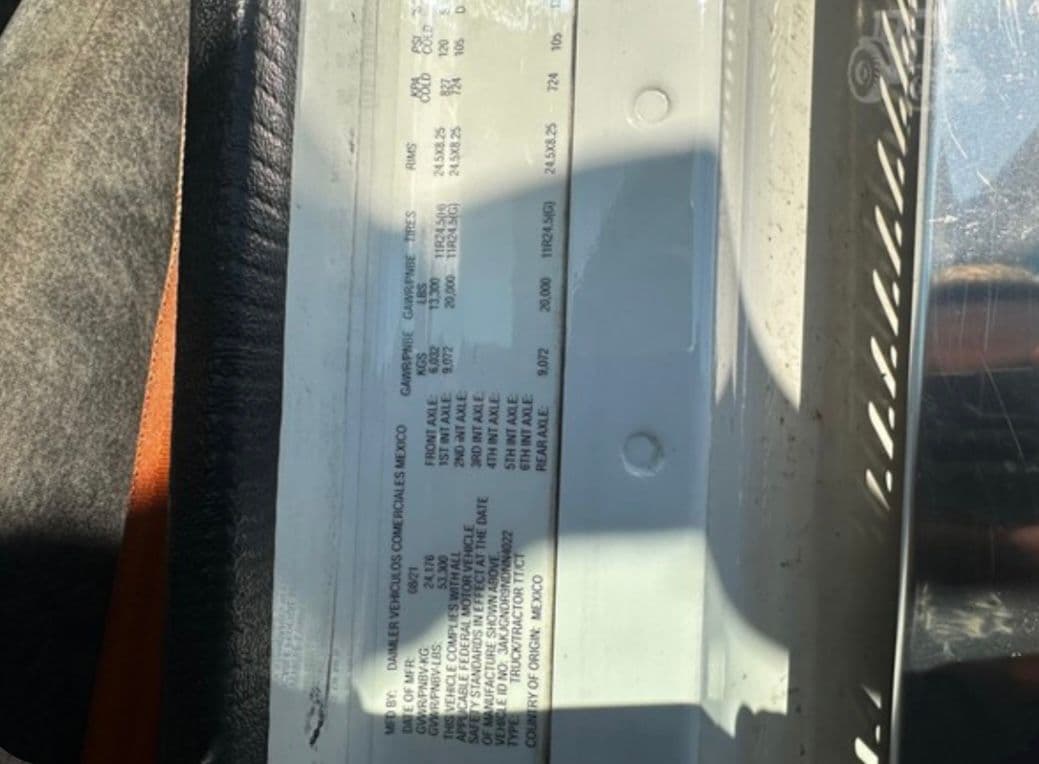 MFD BY: DAIMLER VEHICULOS COMERCIALES MEXICO
DATE OF MFR: 08/21
GVWR/PNBV-KG: 24,176
GVWR/PNBV-LBS: 53,300
THIS VEHICLE COMPLIES WITH ALL
APPLICABLE FEDERAL MOTOR VEHICLE
SAFETY STANDARDS IN EFFECT AT THE DATE
OF MANUFACTURE SHOWN ABOVE.
VEHICLE ID NO:
TYPE: TRUCK/TRACTOR TT/CT
COUNTRY OF ORIGIN: MEXICO
GAWR/PNBE GAWR/PNBE TIRES RIMS KPA PSI
KGS LBS COLD COLD
FRONT AXLE: 6,032 13,300 11R24.5(H) 24.5X8.25 827 120 S
1ST INT AXLE: 9,072 20,000 11R24.5(G) 24.5X8.25 724 105 D
2ND INT AXLE:
3RD INT AXLE:
4TH INT AXLE:
5TH INT AXLE:
6TH INT AXLE:
REAR AXLE: 9,072 20,000 11R24.5(G) 24.5X8.25 724 105 D